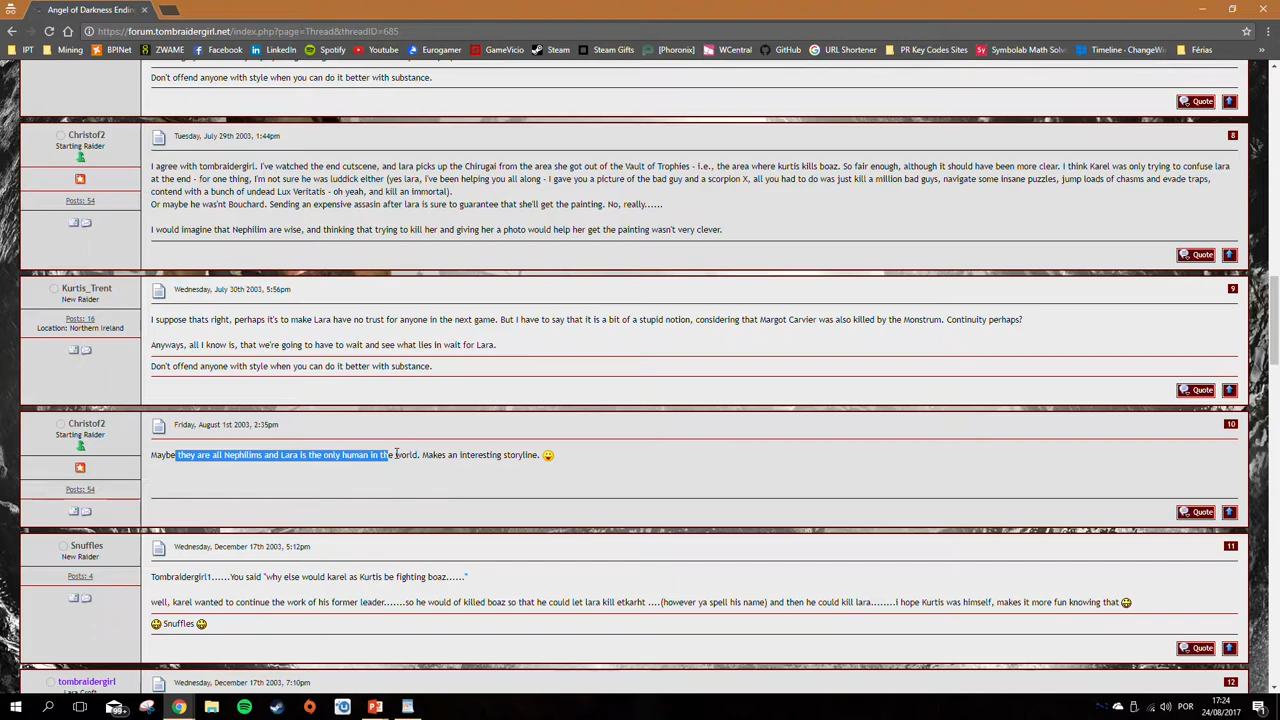 Angel of Darkness Ending
https://forum.tombraidergirl.net/index.php?page=Thread&threadID=685
IPT Mining BPINet ZWAME Facebook LinkedIn Spotify Youtube Eurogamer GameVicio Steam Steam Gifts [Phoronix] WCentral GitHub URL Shortener PR Key Codes Sites Symbolab Math Solv Timeline - ChangeW Férias
Don't offend anyone with style when you can do it better with substance.
Quote
Christof2
Starting Raider
Posts: 54
Tuesday, July 29th 2003, 1:44pm
8
I agree with tombraidergirl. I've watched the end cutscene, and lara picks up the Chirugai from the area she got out of the Vault of Trophies - i.e., the area where kurtis kills boaz. So fair enough, although it should have been more clear. I think Karel was only trying to confuse lara
at the end - for one thing, I'm not sure he was luddick either (yes lara, I've been helping you all along - I gave you a picture of the bad guy and a scorpion X, all you had to do was just kill a million bad guys, navigate some insane puzzles, jump loads of chasms and evade traps,
contend with a bunch of undead Lux Veritatis - oh yeah, and kill an immortal).
Or maybe he was'nt Bouchard. Sending an expensive assasin after lara is sure to guarantee that she'll get the painting. No, really......
I would imagine that Nephilim are wise, and thinking that trying to kill her and giving her a photo would help her get the painting wasn't very clever.
Quote
Kurtis_Trent
New Raider
Posts: 16
Location: Northern Ireland
Wednesday, July 30th 2003, 5:56pm
9
I suppose thats right, perhaps it's to make Lara have no trust for anyone in the next game. But I have to say that it is a bit of a stupid notion, considering that Margot Carvier was also killed by the Monstrum. Continuity perhaps?
Anyways, all I know is, that we're going to have to wait and see what lies in wait for Lara.
Don't offend anyone with style when you can do it better with substance.
Quote
Christof2
Starting Raider
Posts: 54
Friday, August 1st 2003, 2:35pm
10
Maybe they are all Nephilims and Lara is the only human in the world. Makes an interesting storyline.
Quote
Snuffles
New Raider
Posts: 4
Wednesday, December 17th 2003, 5:12pm
11
Tombraidergirl1......You said "why else would karel as Kurtis be fighting boaz......"
well, karel wanted to continue the work of his former leader.......so he would of killed boaz so that he could let lara kill etkarht ....(however ya spell his name) and then he could kill lara........i hope Kurtis was himself, makes it more fun knowing that
Snuffles
Quote
tombraidergirl
Lara Croft
Wednesday, December 17th 2003, 7:10pm
12
99+
POR
17:24
24/08/2017
1